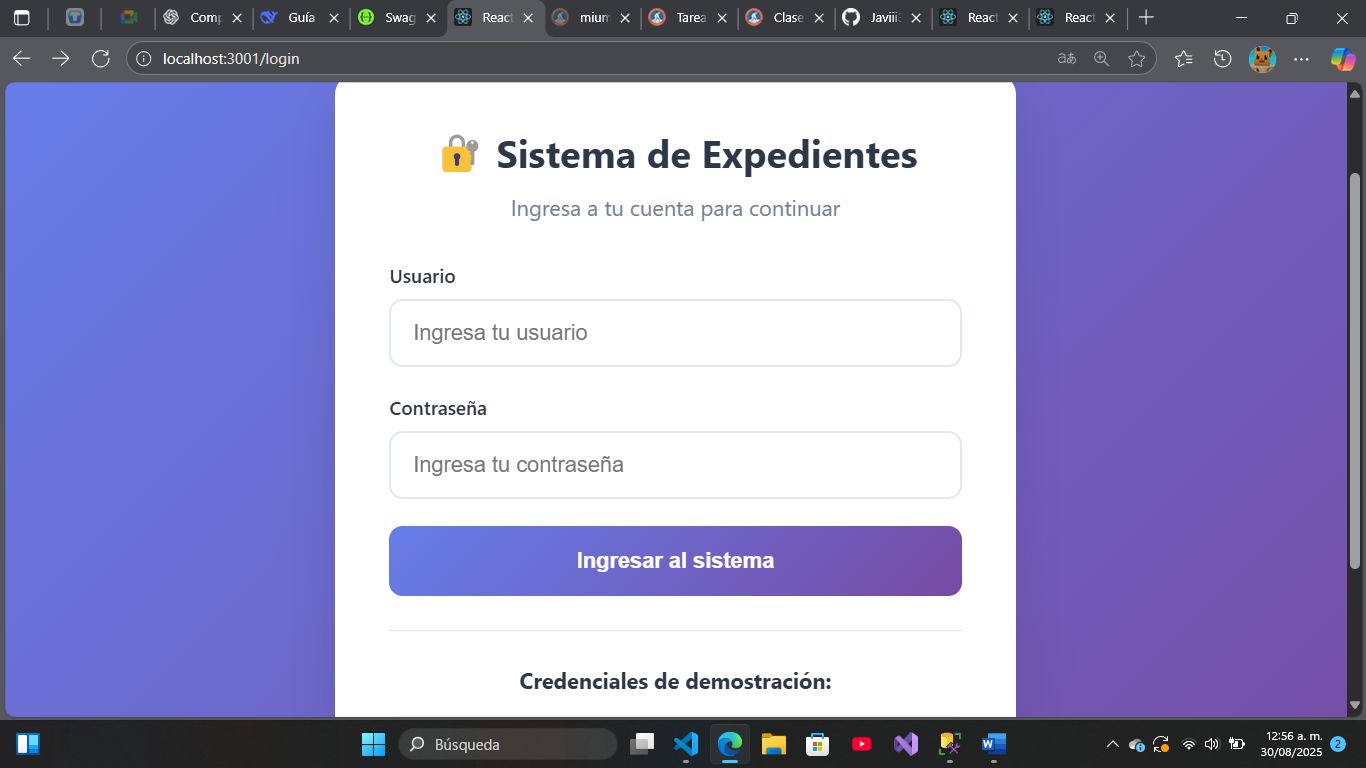 Comp
Guía
Swag
React
mium
Tarea
Clase
Javiii
React
React
localhost:3001/login
aあ
Sistema de Expedientes
Ingresa a tu cuenta para continuar
Usuario
Ingresa tu usuario
Contraseña
Ingresa tu contraseña
Ingresar al sistema
Credenciales de demostración:
Búsqueda
12:56 a. m.
30/08/2025
2